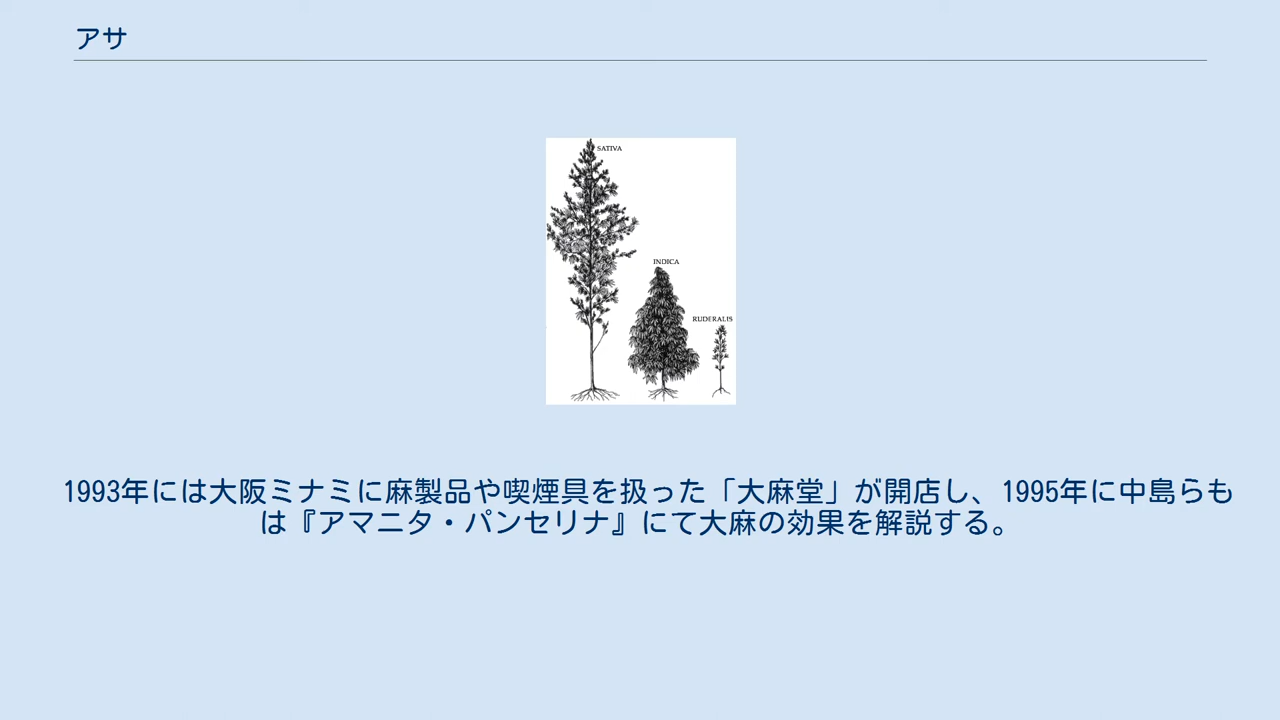 アサ
SATIVA
INDICA
RUDERALIS
1993年には大阪ミナミに麻製品や喫煙具を扱った「大麻堂」が開店し、1995年に中島らも
は『アマニタ・パンセリナ』にて大麻の効果を解説する。